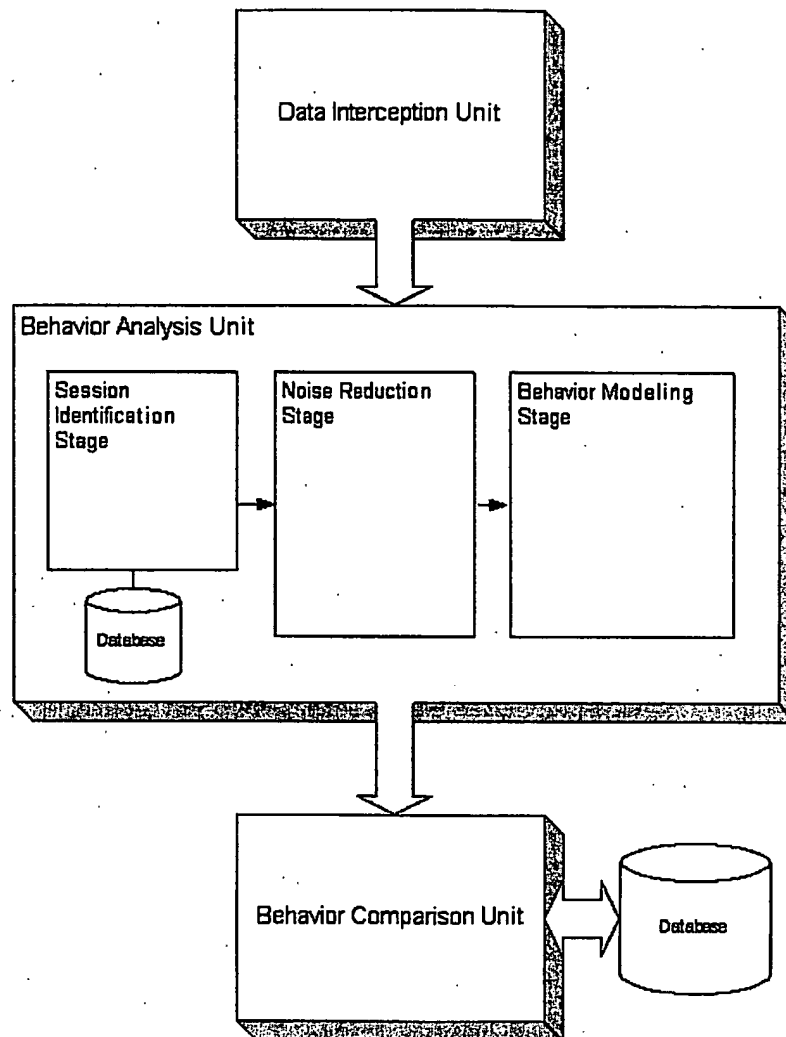 Data Interception Unit
Behavior Analysis Unit
Session
Identification
Stage
Noise Reduction
Stage
Behavior Modeling
Stage
Database
Behavior Comparison Unit
Database